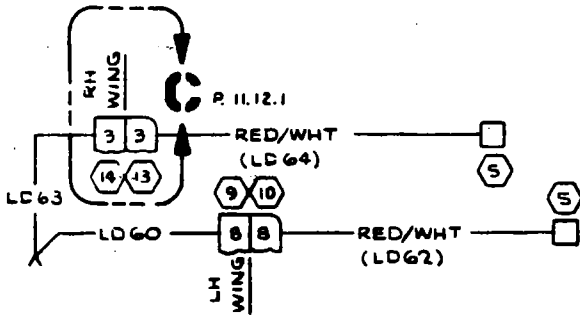 RH
WING
C P. 11.12.1
3 3 RED/WHT
(LD64)
14 13
5
LD63
9 10
5
LD60 8 8 RED/WHT
(LD62)
LH
WING